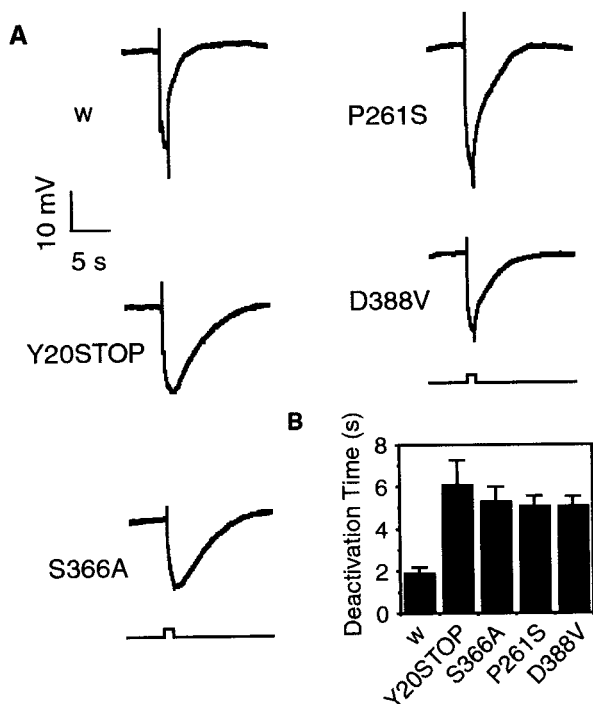 A
w
P261S
10 mV
5 s
D388V
Y20STOP
B
S366A
Deactivation Time (s)
8
6
4
2
0
w
Y20STOP
S366A
P261S
D388V